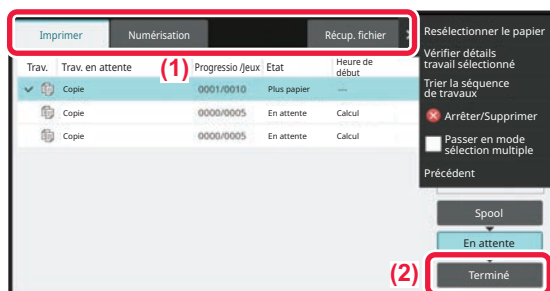 Imprimer
Numérisation
Récup. fichier
(1)
Trav.
Trav. en attente
Progressio /Jeux
Etat
Heure de
début
Copie
0001/0010
Plus papier
---
Copie
0000/0005
En attente
Calcul
Copie
0000/0005
En attente
Calcul
Resélectionner le papier
Vérifier détails
travail sélectionné
Trier la séquence
de travaux
Arrêter/Supprimer
Passer en mode
sélection multiple
Précédent
Spool
En attente
(2)
Terminé